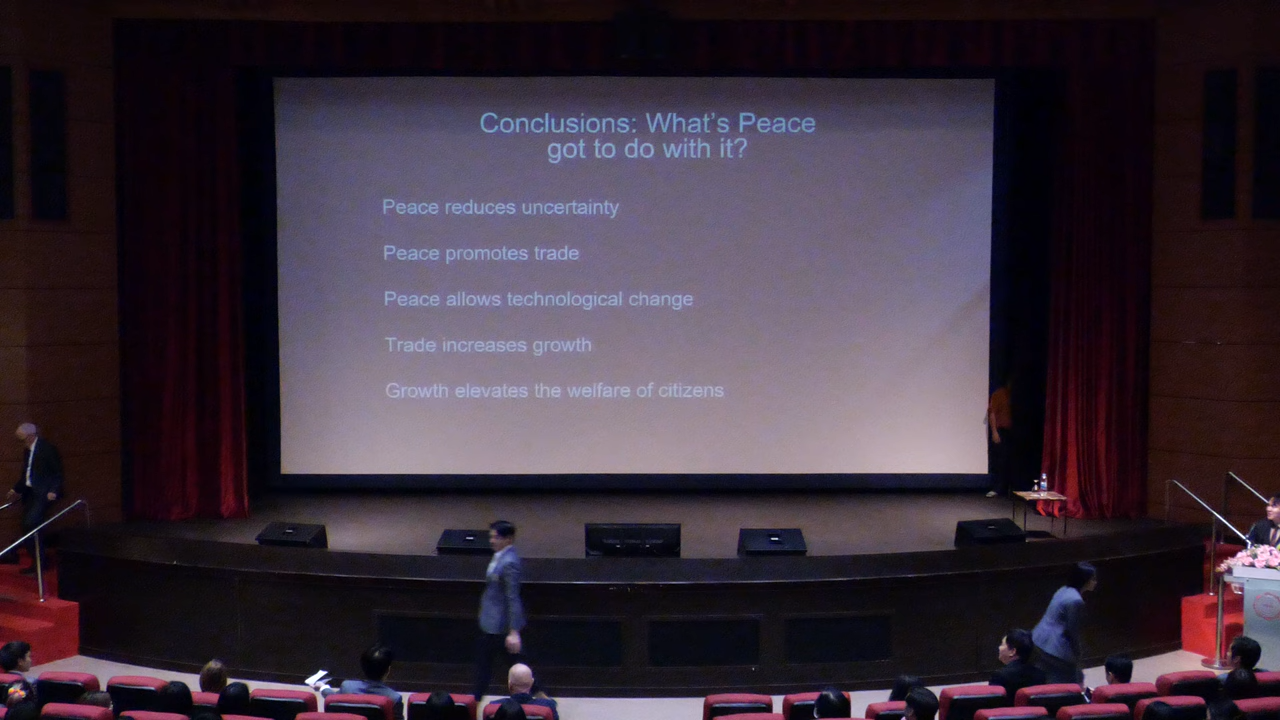 Conclusions: What's Peace
got to do with it?
Peace reduces uncertainty
Peace promotes trade
Peace allows technological change
Trade increases growth
Growth elevates the welfare of citizens